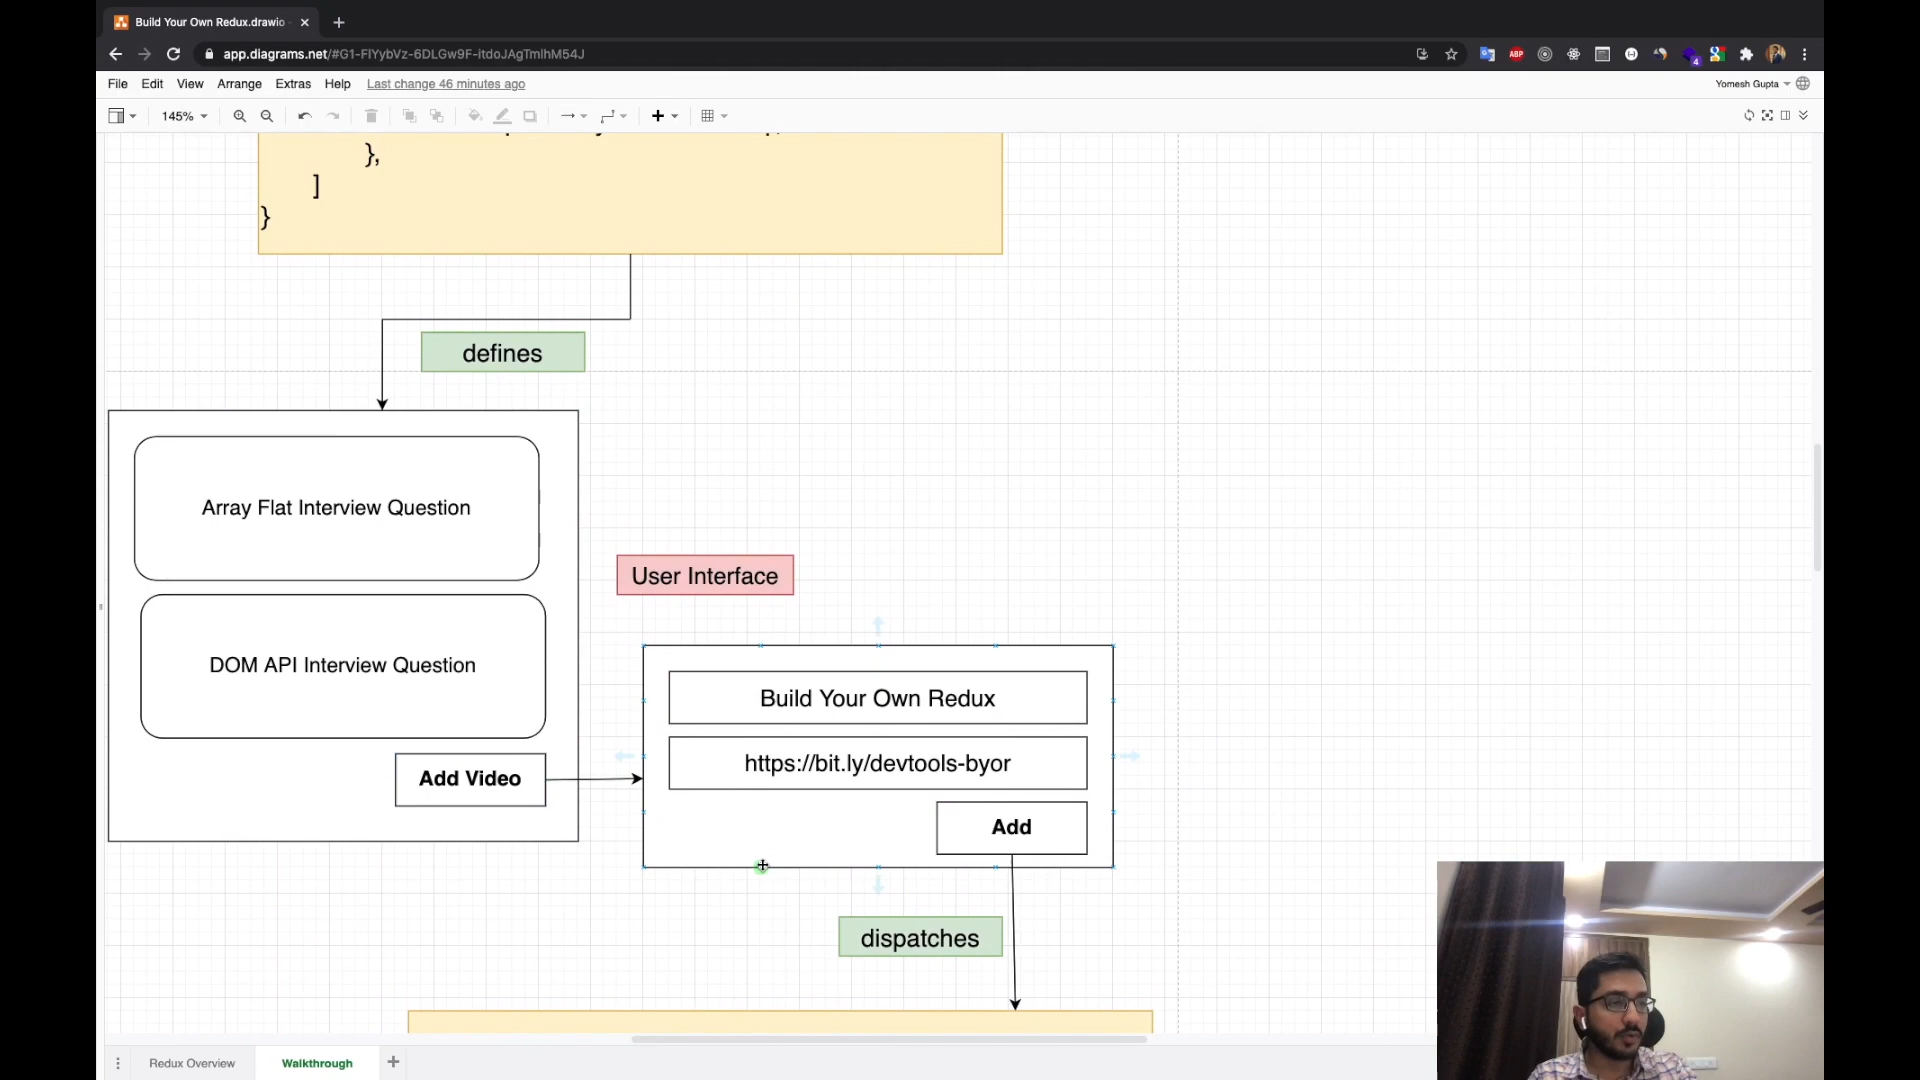 Build Your Own Redux.drawio
app.diagrams.net/#G1-FlYybVz-6DLGw9F-itdoJAgTmlhM54J
ABP
4
File Edit View Arrange Extras Help Last change 46 minutes ago
Yomesh Gupta
145%
},
]
}
defines
Array Flat Interview Question
User Interface
DOM API Interview Question
Build Your Own Redux
https://bit.ly/devtools-byor
Add Video
Add
dispatches
Redux Overview
Walkthrough